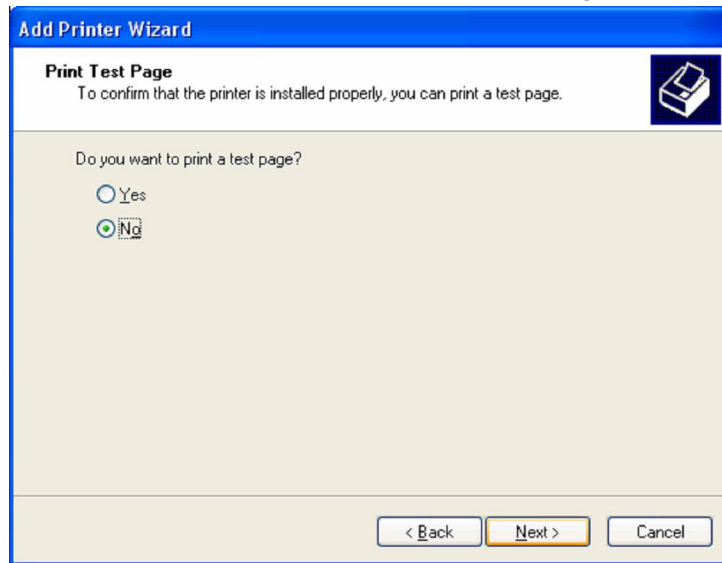 Add Printer Wizard
Print Test Page
To confirm that the printer is installed properly, you can print a test page.
Do you want to print a test page?
Yes
No
< Back
Next >
Cancel